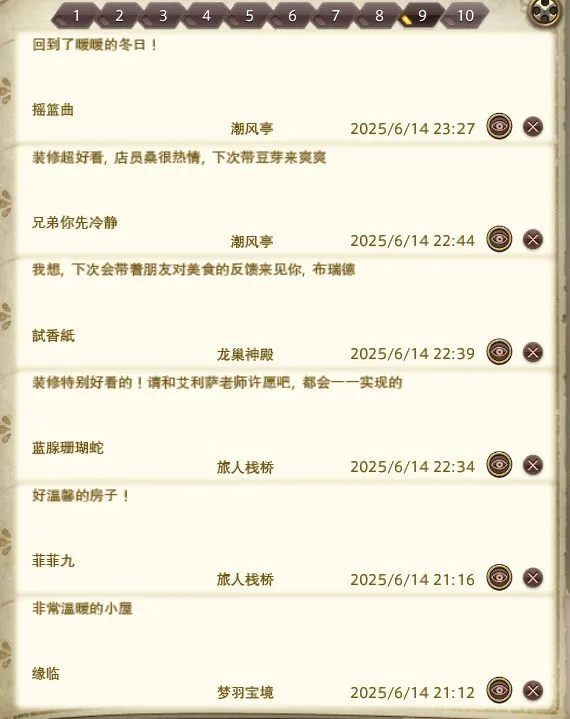 1 2 3 4 5 6 7 8 9 10
回到了暖暖的冬日！
摇篮曲
潮风亭 2025/6/14 23:27
装修超好看，店员桑很热情，下次带豆芽来爽爽
兄弟你先冷静
潮风亭 2025/6/14 22:44
我想，下次会带着朋友对美食的反馈来见你，布瑞德
試香紙
龙巢神殿 2025/6/14 22:39
装修特别好看的！请和艾利萨老师许愿吧，都会一一实现的
蓝腺珊瑚蛇
旅人栈桥 2025/6/14 22:34
好温馨的房子！
菲菲九
旅人栈桥 2025/6/14 21:16
非常温暖的小屋
缘临
梦羽宝境 2025/6/14 21:12